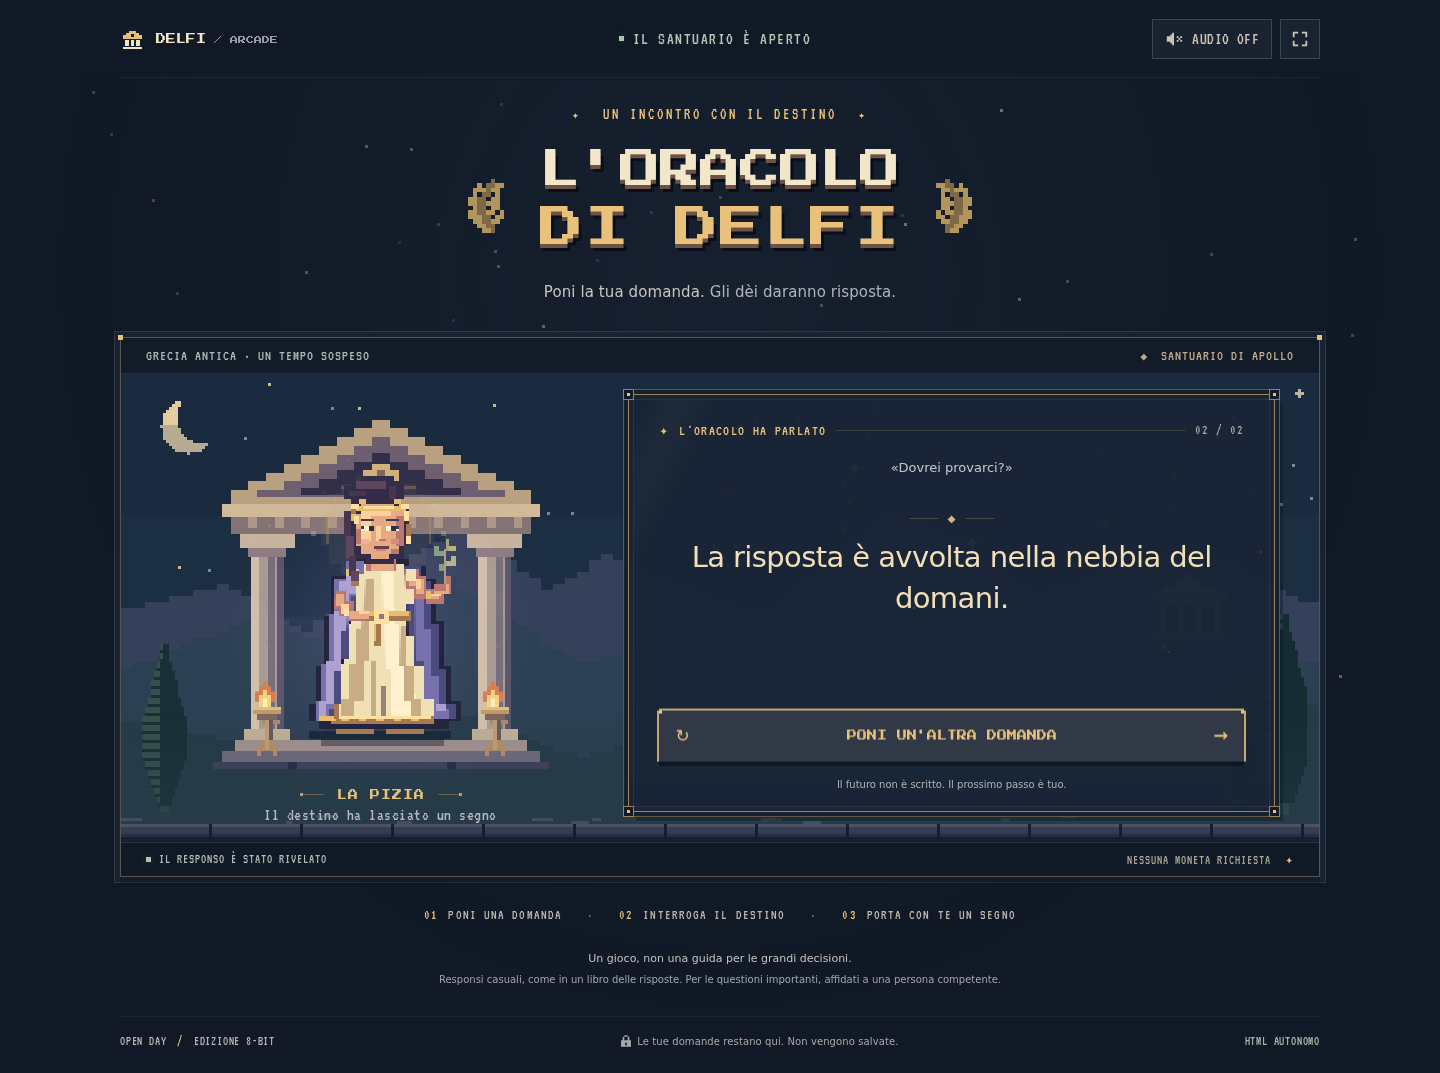 DELFI / ARCADE
IL SANTUARIO È APERTO
AUDIO OFF
UN INCONTRO CON IL DESTINO
L'ORACOLO
DI DELFI
Poni la tua domanda. Gli dèi daranno risposta.
GRECIA ANTICA · UN TEMPO SOSPESO
SANTUARIO DI APOLLO
L'ORACOLO HA PARLATO
02 / 02
«Dovrei provarci?»
La risposta è avvolta nella nebbia del
domani.
PONI UN'ALTRA DOMANDA
Il futuro non è scritto. Il prossimo passo è tuo.
LA PIZIA
Il destino ha lasciato un segno
IL RESPONSO È STATO RIVELATO
NESSUNA MONETA RICHIESTA
01 PONI UNA DOMANDA · 02 INTERROGA IL DESTINO · 03 PORTA CON TE UN SEGNO
Un gioco, non una guida per le grandi decisioni.
Responsi casuali, come in un libro delle risposte. Per le questioni importanti, affidati a una persona competente.
OPEN DAY / EDIZIONE 8-BIT
Le tue domande restano qui. Non vengono salvate.
HTML AUTONOMO